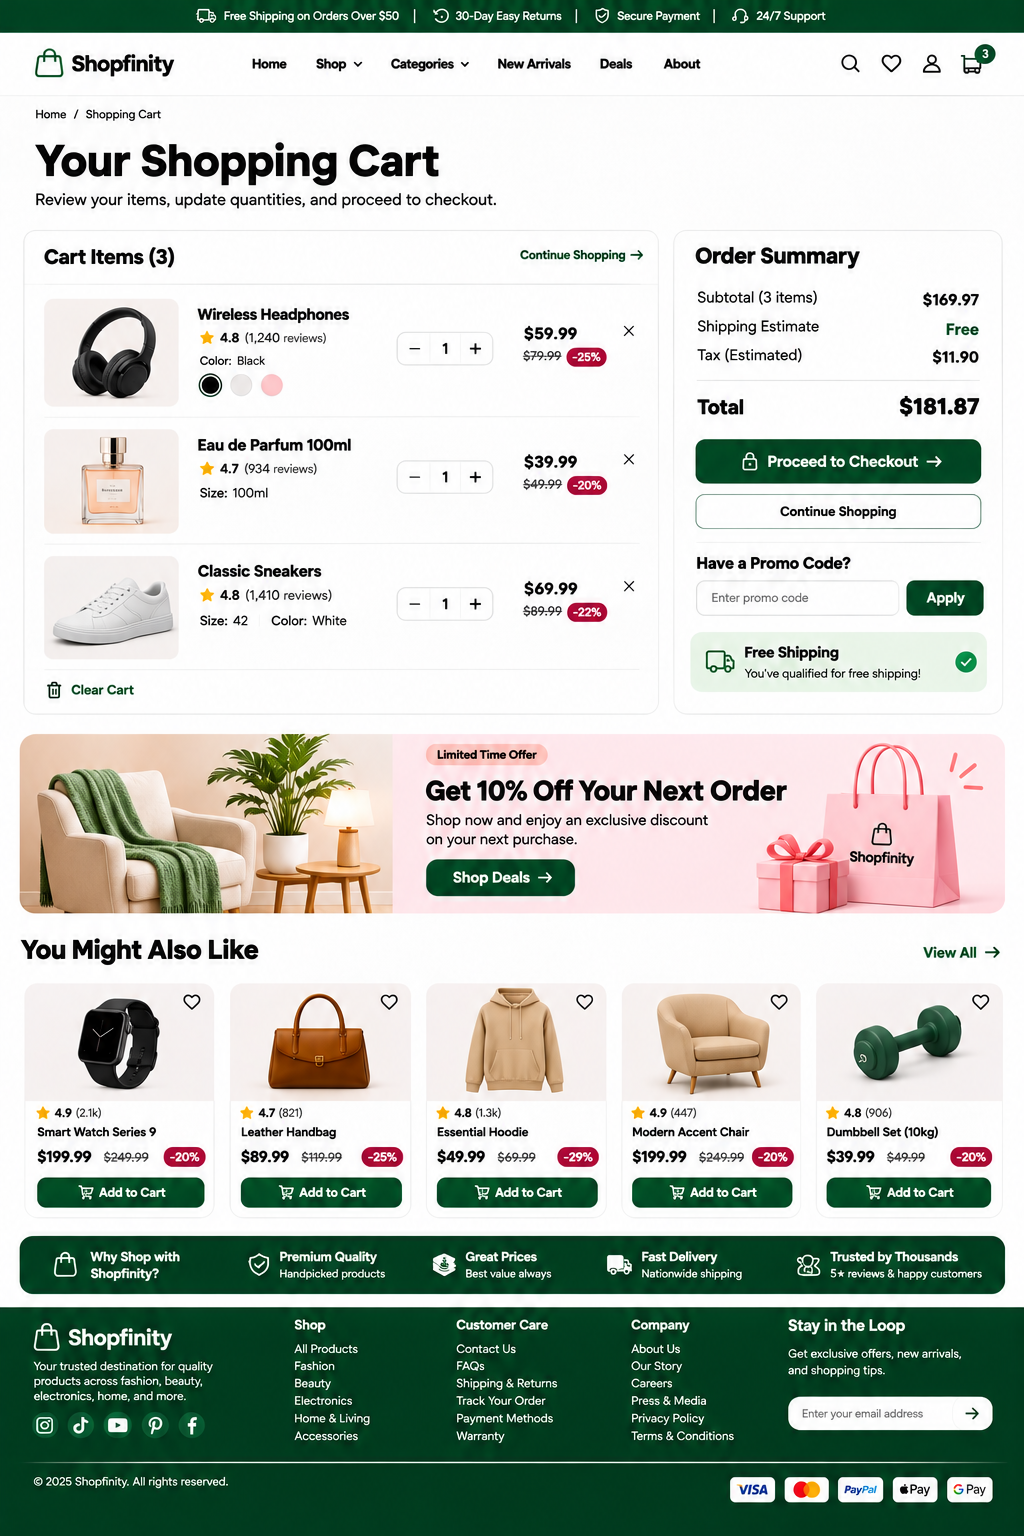 Free Shipping on Orders Over $50 | 30-Day Easy Returns | Secure Payment | 24/7 Support
Shopfinity
Home Shop Categories New Arrivals Deals About
3
Home / Shopping Cart
Your Shopping Cart
Review your items, update quantities, and proceed to checkout.
Cart Items (3)
Continue Shopping →
Wireless Headphones
4.8 (1,240 reviews)
Color: Black
− 1 +
$59.99
$79.99 -25%
Eau de Parfum 100ml
4.7 (934 reviews)
Size: 100ml
− 1 +
$39.99
$49.99 -20%
Classic Sneakers
4.8 (1,410 reviews)
Size: 42 Color: White
− 1 +
$69.99
$89.99 -22%
Clear Cart
Order Summary
Subtotal (3 items) $169.97
Shipping Estimate Free
Tax (Estimated) $11.90
Total $181.87
Proceed to Checkout →
Continue Shopping
Have a Promo Code?
Enter promo code Apply
Free Shipping
You've qualified for free shipping!
Limited Time Offer
Get 10% Off Your Next Order
Shop now and enjoy an exclusive discount
on your next purchase.
Shop Deals →
Shopfinity
You Might Also Like
View All →
4.9 (2.1k)
Smart Watch Series 9
$199.99 $249.99 -20%
Add to Cart
4.7 (821)
Leather Handbag
$89.99 $119.99 -25%
Add to Cart
4.8 (1.3k)
Essential Hoodie
$49.99 $69.99 -29%
Add to Cart
4.9 (447)
Modern Accent Chair
$199.99 $249.99 -20%
Add to Cart
4.8 (906)
Dumbbell Set (10kg)
$39.99 $49.99 -20%
Add to Cart
Why Shop with
Shopfinity?
Premium Quality
Handpicked products
Great Prices
Best value always
Fast Delivery
Nationwide shipping
Trusted by Thousands
5★ reviews & happy customers
Shopfinity
Your trusted destination for quality
products across fashion, beauty,
electronics, home, and more.
Shop
All Products
Fashion
Beauty
Electronics
Home & Living
Accessories
Customer Care
Contact Us
FAQs
Shipping & Returns
Track Your Order
Payment Methods
Warranty
Company
About Us
Our Story
Careers
Press & Media
Privacy Policy
Terms & Conditions
Stay in the Loop
Get exclusive offers, new arrivals,
and shopping tips.
Enter your email address →
© 2025 Shopfinity. All rights reserved.
VISA PayPal Pay G Pay